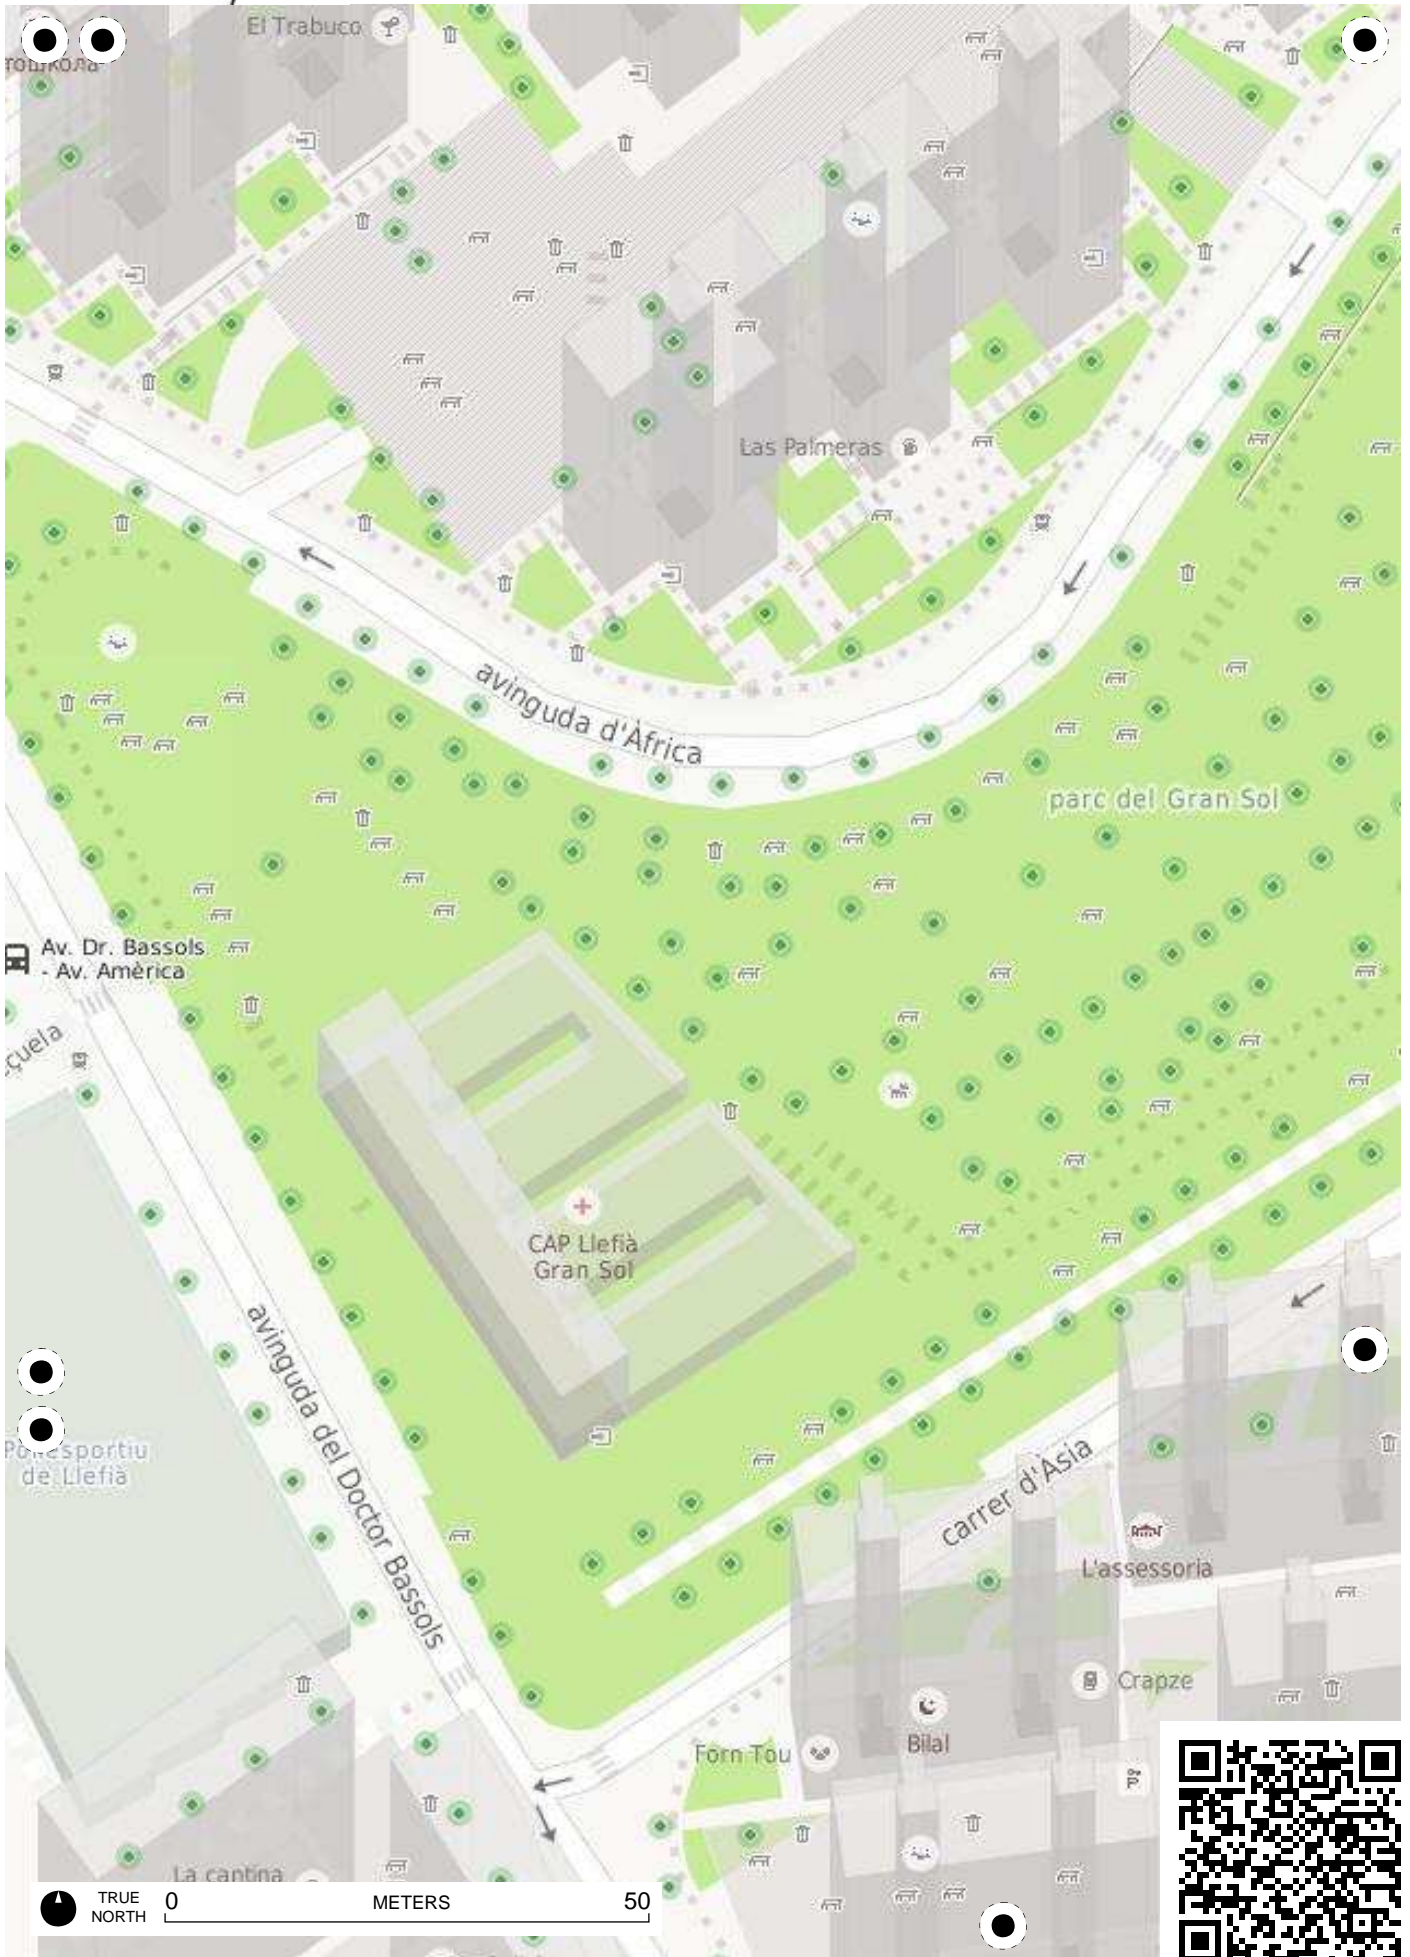 El Trabuco
тошкола
Las Palmeras
avinguda d'Àfrica
parc del Gran Sol
Av. Dr. Bassols
- Av. Amèrica
çuela
CAP Llefià
Gran Sol
avinguda del Doctor Bassols
de Llefià
carrer d'Àsia
L'assessoria
Crapze
Bilal
Forn Tou
P
La cantina
TRUE
NORTH
0 METERS 50